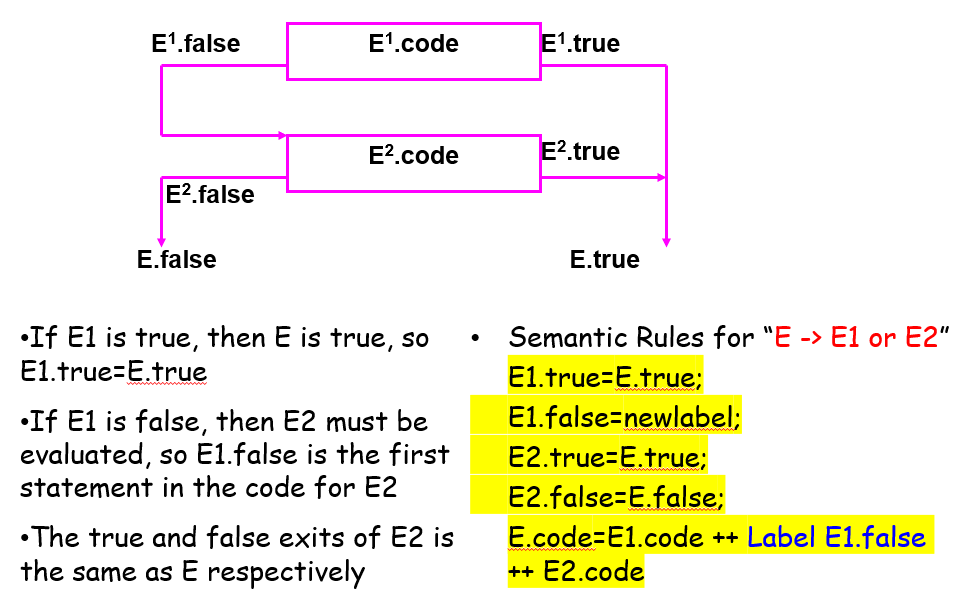 E¹.false
E¹.code
E¹.true
E².code
E².true
E².false
E.false
E.true
•If E1 is true, then E is true, so
E1.true=E.true
•If E1 is false, then E2 must be
evaluated, so E1.false is the first
statement in the code for E2
•The true and false exits of E2 is
the same as E respectively
• Semantic Rules for “E -> E1 or E2”
E1.true=E.true;
E1.false=newlabel;
E2.true=E.true;
E2.false=E.false;
E.code=E1.code ++ Label E1.false
++ E2.code